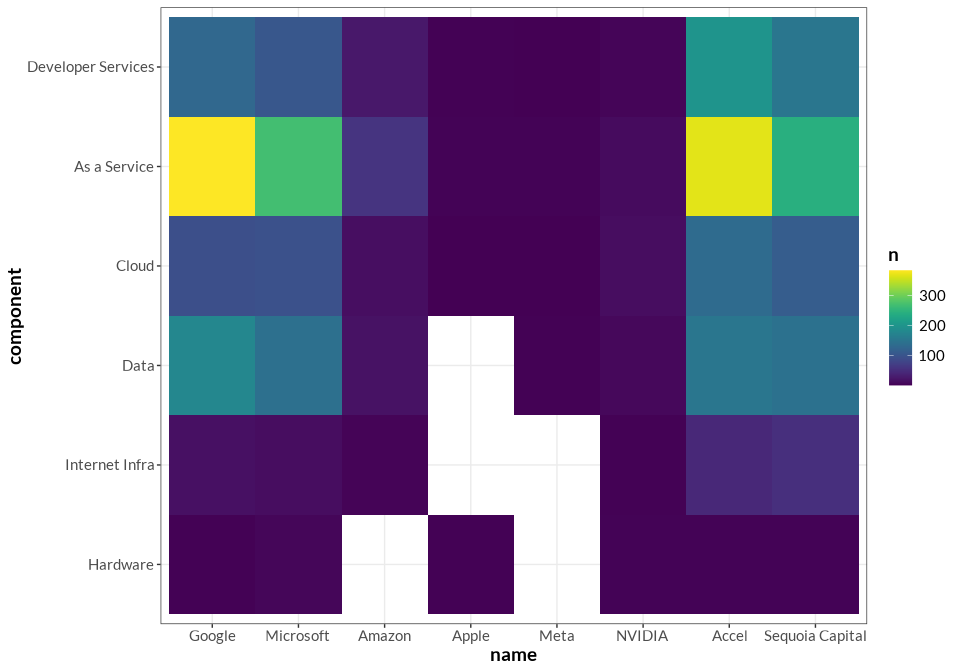 Developer Services
As a Service
Cloud
Data
Internet Infra
Hardware
component
Google Microsoft Amazon Apple Meta NVIDIA Accel Sequoia Capital
name
n
300
200
100